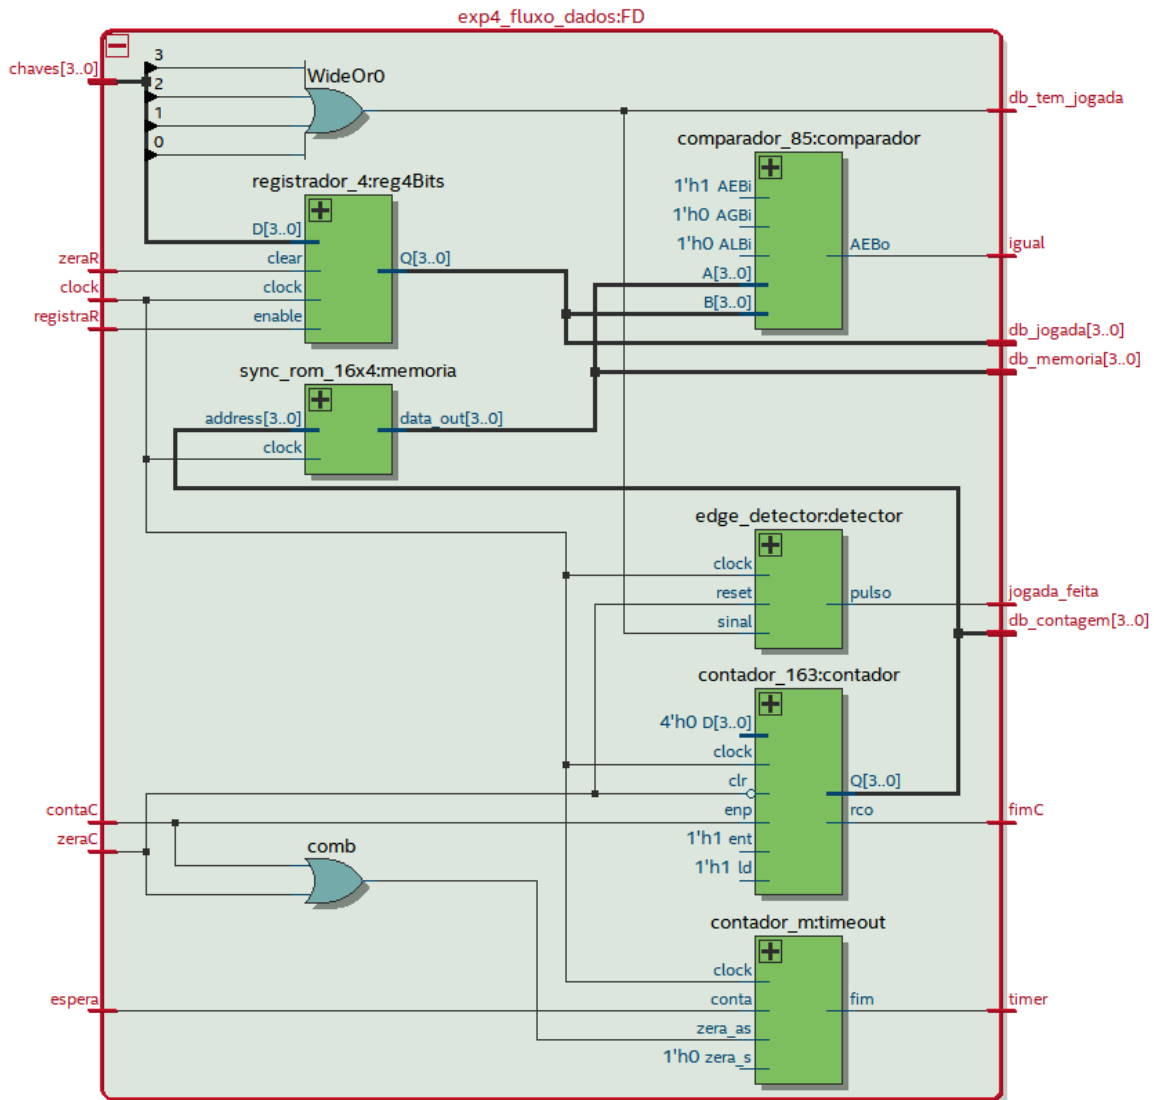 exp4_fluxo_dados:FD
chaves[3..0]
3
2
1
0
WideOr0
db_tem_jogada
comparador_85:comparador
1'h1 AEBi
1'h0 AGBi
1'h0 ALBi
A[3..0]
B[3..0]
AEBo
igual
registrador_4:reg4Bits
D[3..0]
clear
clock
enable
Q[3..0]
zeraR
clock
registraR
db_jogada[3..0]
db_memoria[3..0]
sync_rom_16x4:memoria
address[3..0]
clock
data_out[3..0]
edge_detector:detector
clock
reset
sinal
pulso
jogada_feita
db_contagem[3..0]
contador_163:contador
4'h0 D[3..0]
clock
clr
enp
1'h1 ent
1'h1 ld
Q[3..0]
rco
fimC
contaC
zeraC
comb
contador_m:timeout
clock
conta
zera_as
1'h0 zera_s
fim
timer
espera